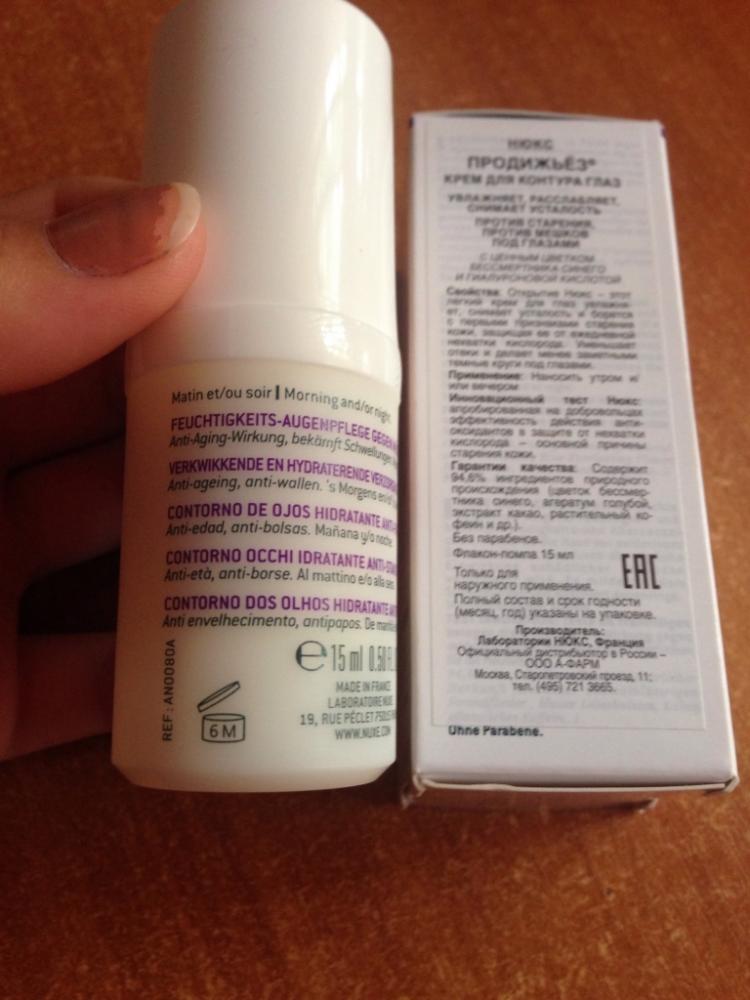 Matin et/ou soir | Morning and/or night
FEUCHTIGKEITS-AUGENPFLEGE GEGEN
Anti-Aging-Wirkung, bekämft Schwellungen
VERKWIKKENDE EN HYDRATERENDE
Anti-ageing, anti-wallen. 's Morgens
CONTORNO DE OJOS HIDRATANTE
Anti-edad, anti-bolsas. Mañana y/o noche
CONTORNO OCCHI IDRATANTE
Anti-età, anti-borse. Al mattino e/o alla sera
CONTORNO DOS OLHOS HIDRATANTE
Anti envelhecimento, antipapos. De
e 15 ml 0.50
MADE IN FRANCE
LABORATOIRE NUXE
19, RUE PÉCLET
WWW.NUXE.COM
REF : AN0080A
6 M
НЮКС
ПРОДИЖЬЁЗ®
КРЕМ ДЛЯ КОНТУРА ГЛАЗ
УВЛАЖНЯЕТ, РАССЛАБЛЯЕТ,
СНИМАЕТ УСТАЛОСТЬ
ПРОТИВ СТАРЕНИЯ,
ПРОТИВ МЕШКОВ
ПОД ГЛАЗАМИ
С ЦЕННЫМ ЦВЕТКОМ
БЕССМЕРТНИКА СИНЕГО
И ГИАЛУРОНОВОЙ КИСЛОТОЙ
Свойства: Открытие Нюкс – этот
легкий крем для глаз увлажня-
ет, снимает усталость и борется
с первыми признаками старения
кожи, защищая ее от ежедневной
нехватки кислорода. Уменьшает
отеки и делает менее заметными
темные круги под глазами.
Применение: Наносить утром и/
или вечером
Инновационный тест Нюкс:
апробированная на добровольцах
эффективность действия анти-
оксидантов в защите от нехватки
кислорода – основной причины
старения кожи.
Гарантии качества: Содержит
94,6% ингредиентов природного
происхождения (цветок бессмер-
тника синего, агератум голубой,
экстракт какао, растительный ко-
феин и др.).
Без парабенов.
Флакон-помпа 15 мл
Только для
наружного применения.
EAC
Полный состав и срок годности
(месяц, год) указаны на упаковке.
Производитель:
Лаборатории НЮКС, Франция
Официальный дистрибьютор в России –
ООО А-ФАРМ
Москва, Старопетровский проезд, 11;
тел. (495) 721 3665.
Ohne Parabene.